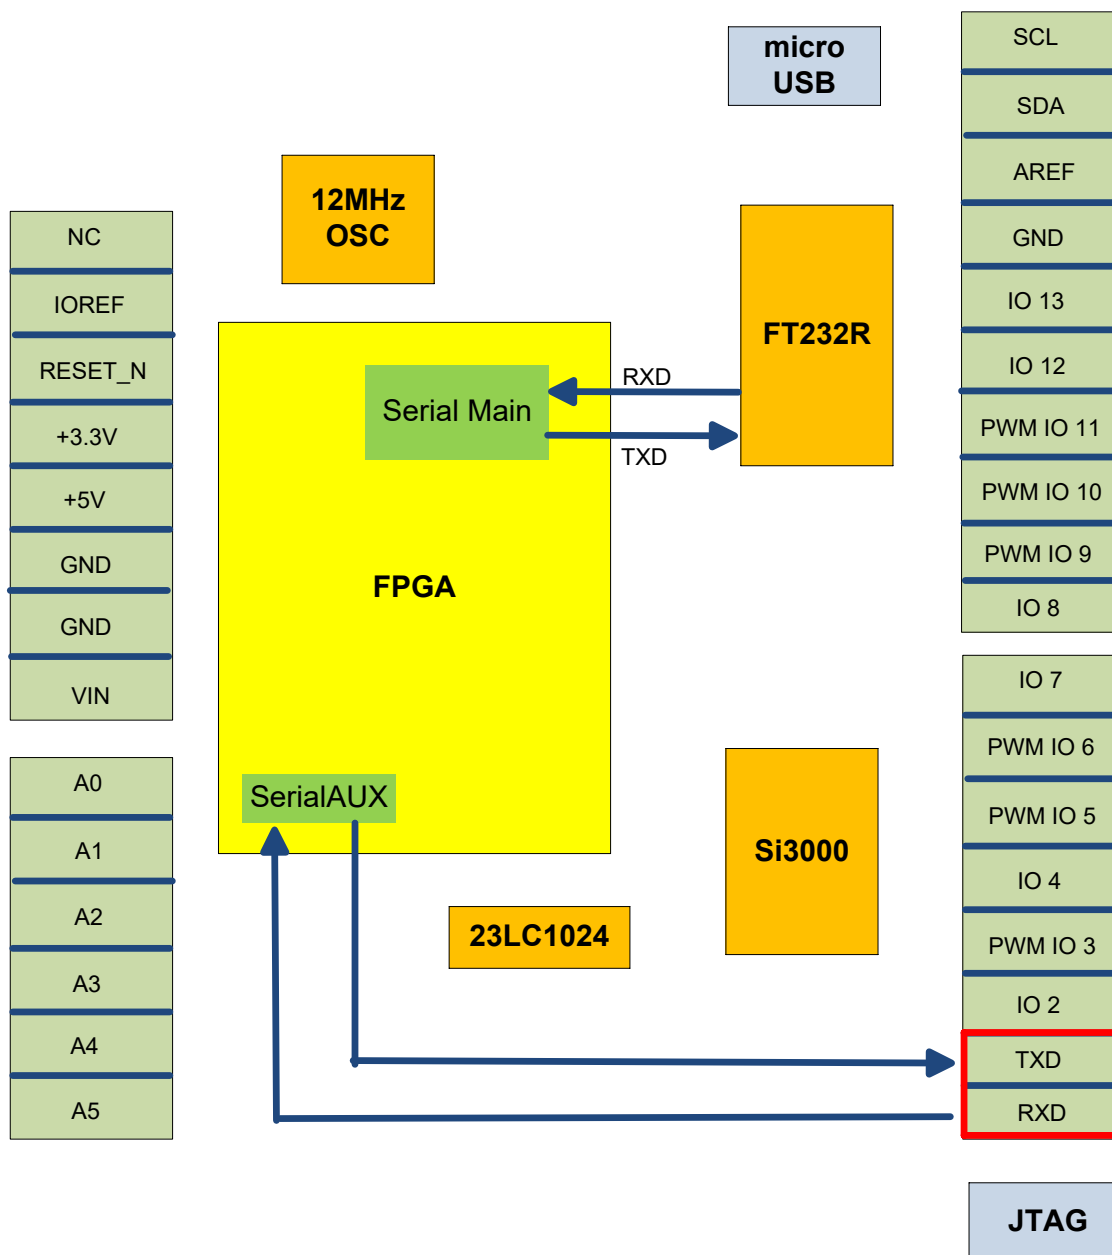 micro
USB
12MHz
OSC
NC
IOREF
RESET_N
+3.3V
+5V
GND
GND
VIN
A0
A1
A2
A3
A4
A5
Serial Main
RXD
TXD
FT232R
FPGA
SerialAUX
23LC1024
Si3000
SCL
SDA
AREF
GND
IO 13
IO 12
PWM IO 11
PWM IO 10
PWM IO 9
IO 8
IO 7
PWM IO 6
PWM IO 5
IO 4
PWM IO 3
IO 2
TXD
RXD
JTAG